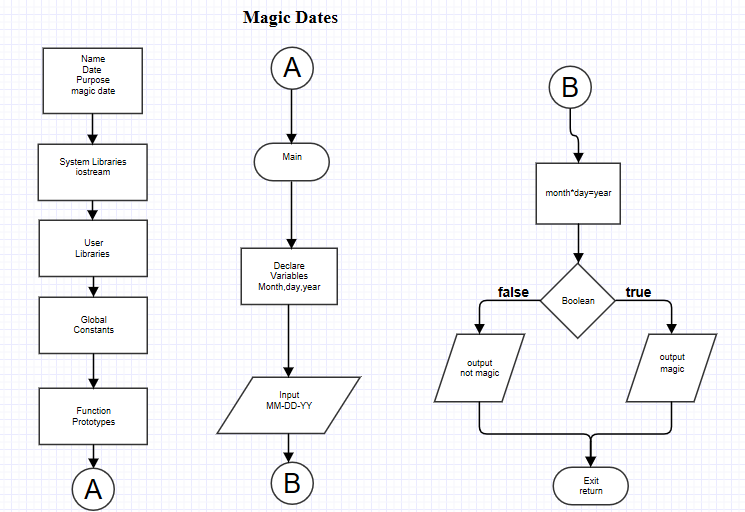 Magic Dates
Name
Date
Purpose
magic date
System Libraries
iostream
User
Libraries
Global
Constants
Function
Prototypes
A
A
Main
Declare
Variables
Month,day,year
Input
MM-DD-YY
B
B
month*day=year
Boolean
false
true
output
not magic
output
magic
Exit
return